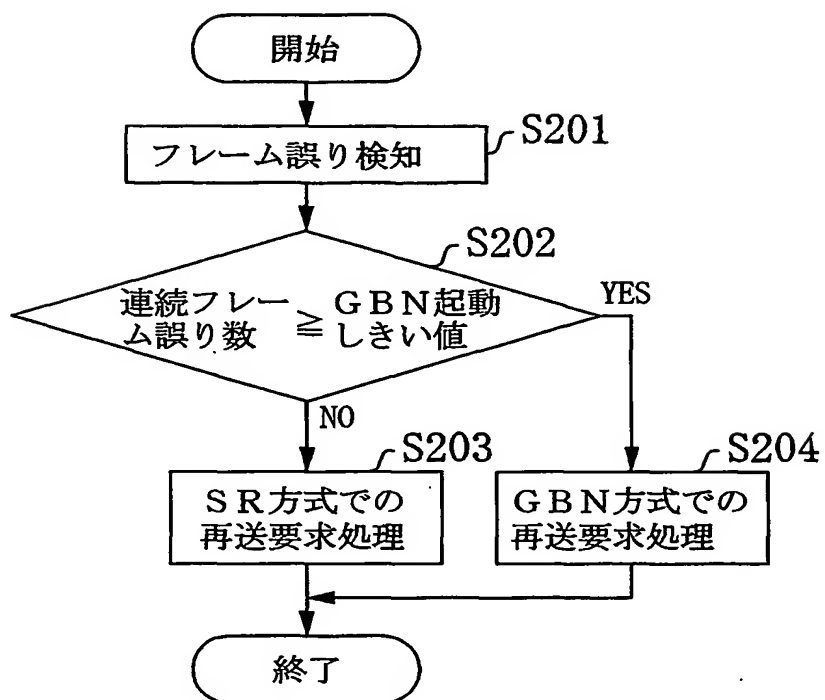 開始
フレーム誤り検知
S201
S202
連続フレー
ム誤り数
≧
ＧＢＮ起動
しきい値
YES
NO
S203
ＳＲ方式での
再送要求処理
S204
ＧＢＮ方式での
再送要求処理
終了